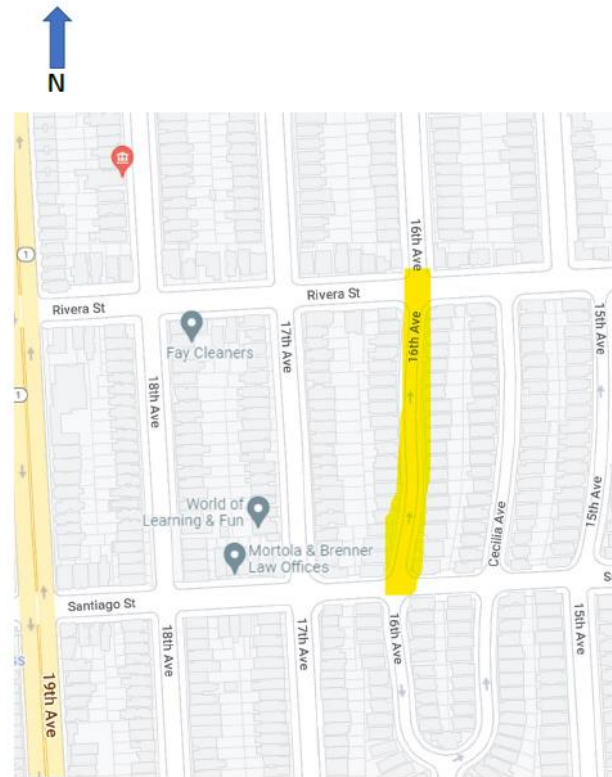 N
16th Ave
1
Rivera St
Rivera St
Fay Cleaners
17th Ave
16th Ave
15th Ave
18th Ave
1
World of
Learning & Fun
Mortola & Brenner
Law Offices
Cecilia Ave
15th Ave
Santiago St
S
18th Ave
17th Ave
16th Ave
15th Ave
19th Ave